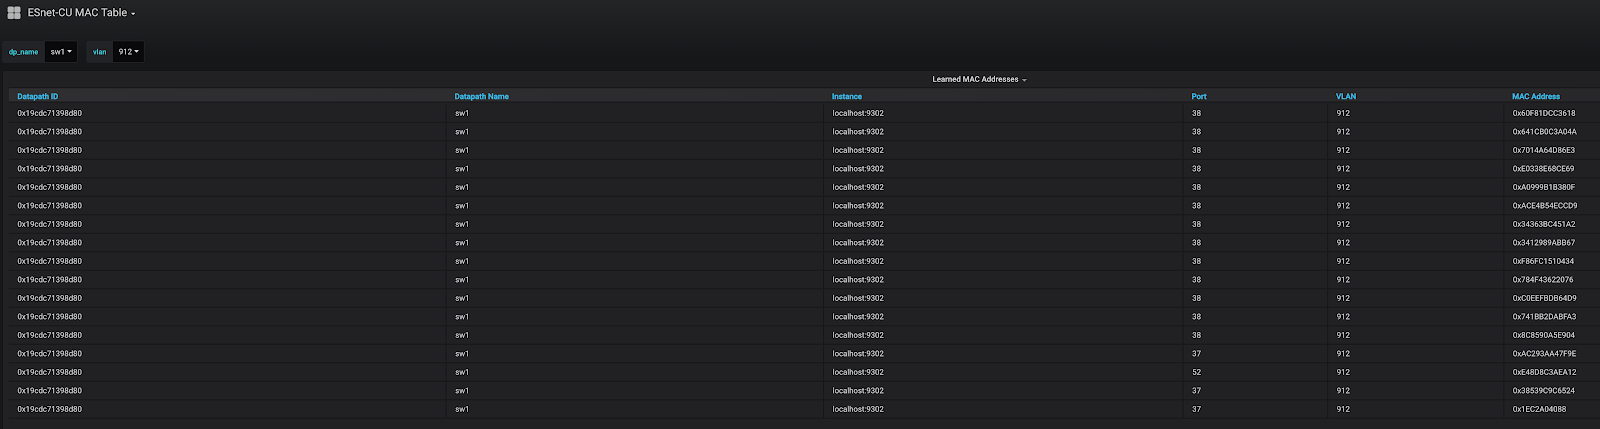 ESnet-CU MAC Table
dp_name sw1 vlan 912
Learned MAC Addresses
Datapath ID Datapath Name Instance Port VLAN MAC Address
0x19cdc71398d80 sw1 localhost:9302 38 912 0x60F81DCC3618
0x19cdc71398d80 sw1 localhost:9302 38 912 0x641CB0C3A04A
0x19cdc71398d80 sw1 localhost:9302 38 912 0x7014A64D86E3
0x19cdc71398d80 sw1 localhost:9302 38 912 0xE0338E68CE69
0x19cdc71398d80 sw1 localhost:9302 38 912 0xA0999B1B380F
0x19cdc71398d80 sw1 localhost:9302 38 912 0xACE4B54ECCD9
0x19cdc71398d80 sw1 localhost:9302 38 912 0x34363BC451A2
0x19cdc71398d80 sw1 localhost:9302 38 912 0x3412989ABB67
0x19cdc71398d80 sw1 localhost:9302 38 912 0xF86FC1510434
0x19cdc71398d80 sw1 localhost:9302 38 912 0x784F43622076
0x19cdc71398d80 sw1 localhost:9302 38 912 0xC0EEFBDB64D9
0x19cdc71398d80 sw1 localhost:9302 38 912 0x741BB2DABFA3
0x19cdc71398d80 sw1 localhost:9302 38 912 0x8C8590A5E904
0x19cdc71398d80 sw1 localhost:9302 37 912 0xAC293AA47F9E
0x19cdc71398d80 sw1 localhost:9302 52 912 0xE48D8C3AEA12
0x19cdc71398d80 sw1 localhost:9302 37 912 0x38539C9C6524
0x19cdc71398d80 sw1 localhost:9302 37 912 0x1EC2A04088